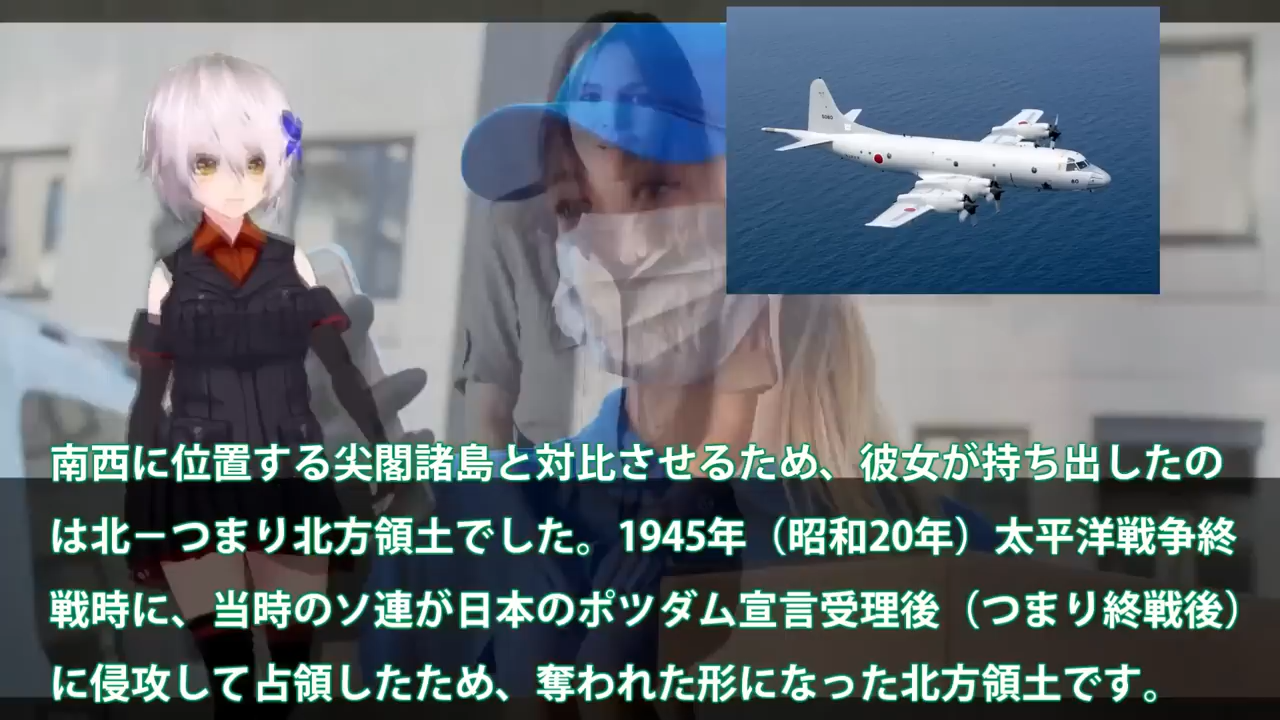 南西に位置する尖閣諸島と対比させるため、彼女が持ち出したの
は北－つまり北方領土でした。1945年（昭和20年）太平洋戦争終
戦時に、当時のソ連が日本のポツダム宣言受理後（つまり終戦後）
に侵攻して占領したため、奪われた形になった北方領土です。